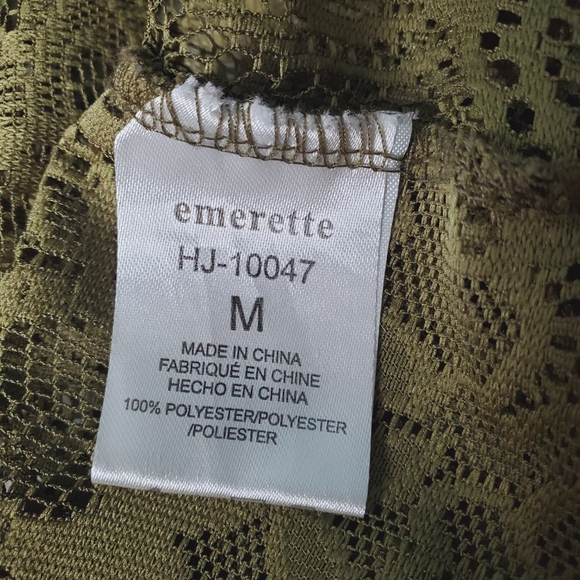 emerette
HJ-10047
M
MADE IN CHINA
FABRIQUÉ EN CHINE
HECHO EN CHINA
100% POLYESTER/POLYESTER
/POLIESTER